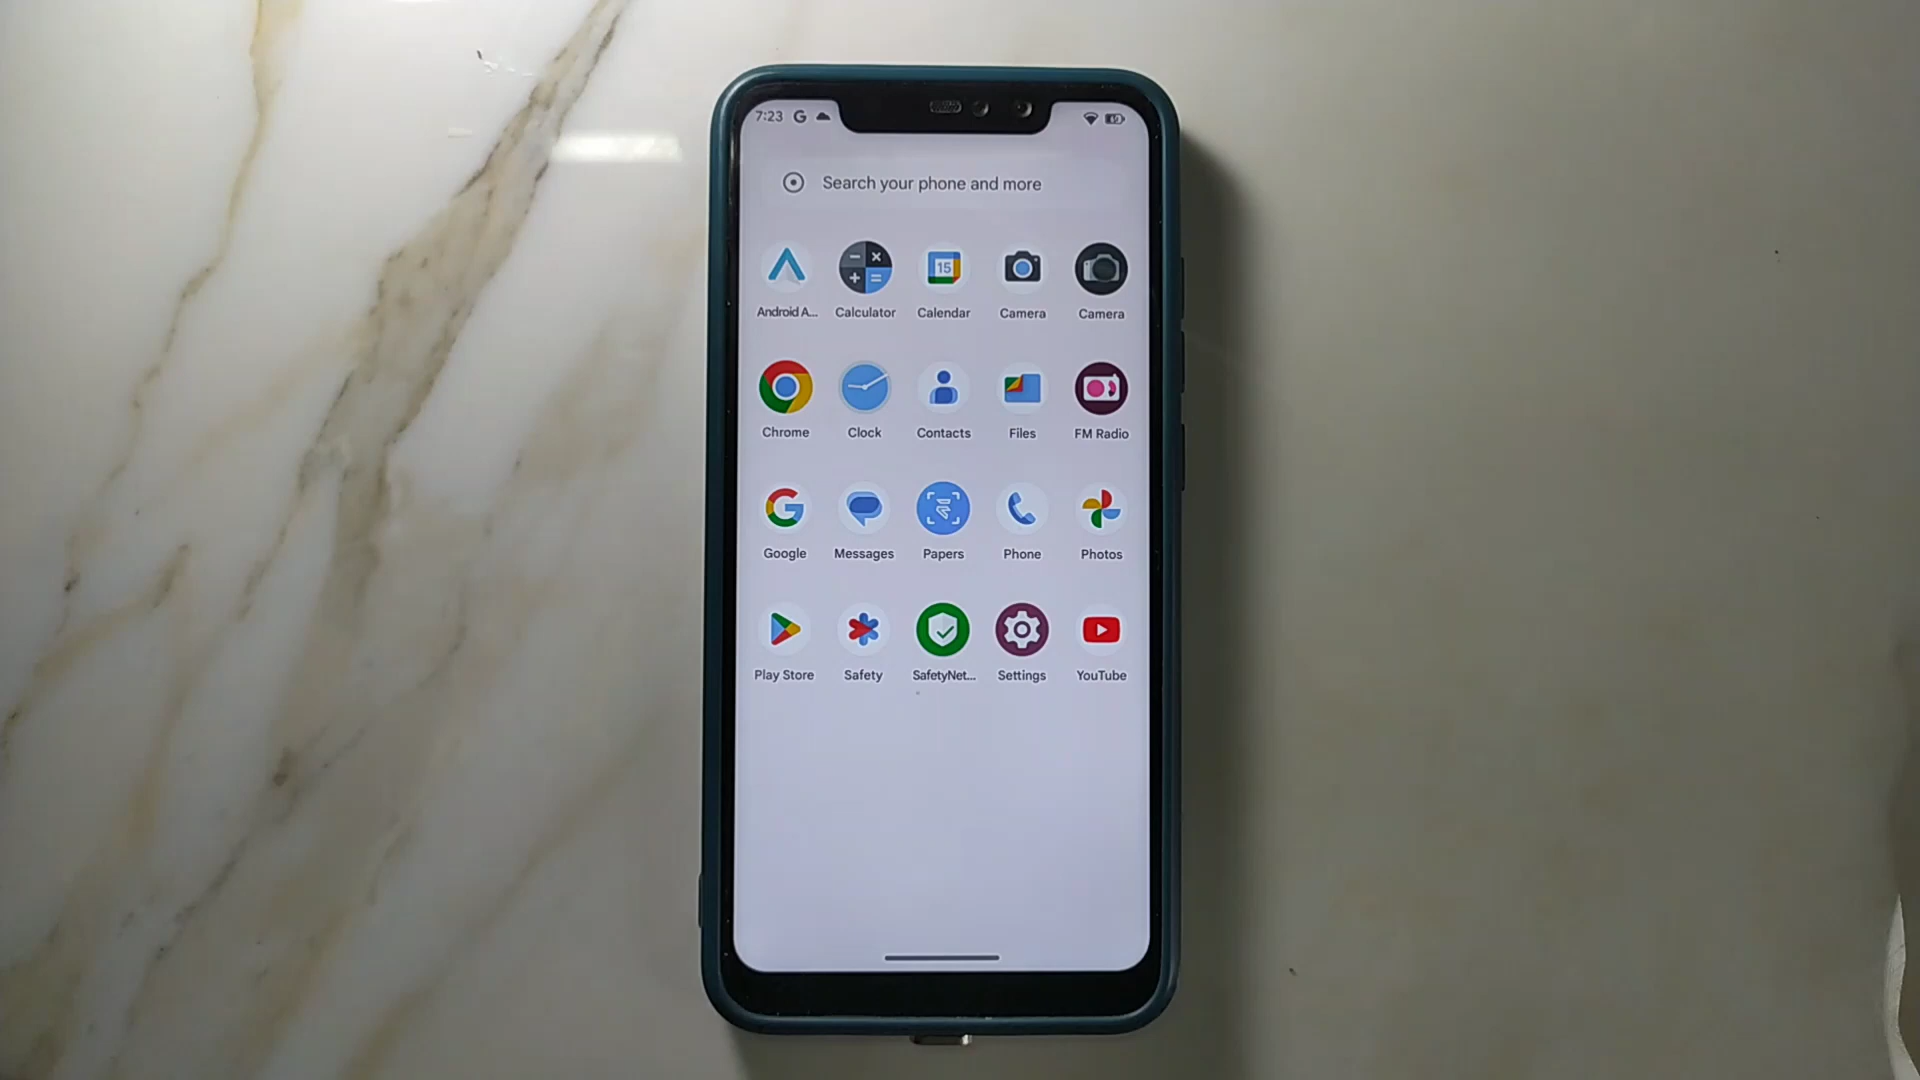 7:23
Search your phone and more
Android A... Calculator Calendar Camera Camera
Chrome Clock Contacts Files FM Radio
Google Messages Papers Phone Photos
Play Store Safety SafetyNet... Settings YouTube
15